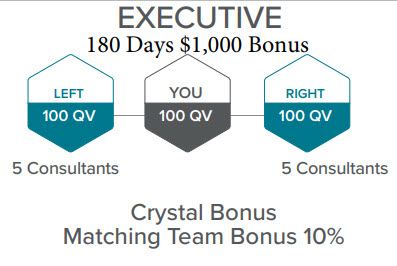 EXECUTIVE
180 Days $1,000 Bonus
LEFT YOU RIGHT
100 QV 100 QV 100 QV
5 Consultants 5 Consultants
Crystal Bonus
Matching Team Bonus 10%